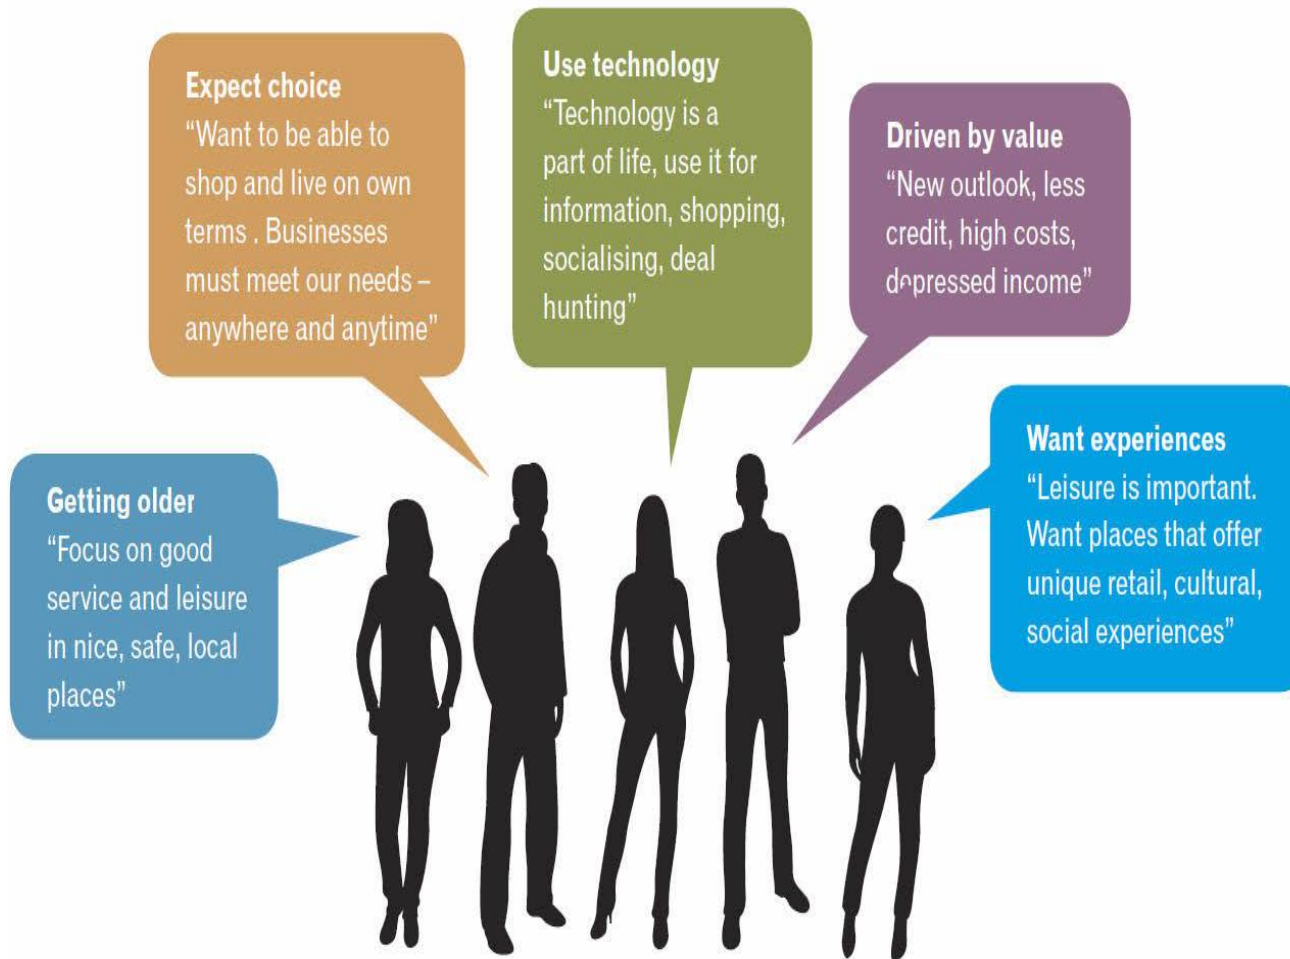 Getting older
“Focus on good
service and leisure
in nice, safe, local
places”
Expect choice
“Want to be able to
shop and live on own
terms . Businesses
must meet our needs –
anywhere and anytime”
Use technology
“Technology is a
part of life, use it for
information, shopping,
socialising, deal
hunting”
Driven by value
“New outlook, less
credit, high costs,
depressed income”
Want experiences
“Leisure is important.
Want places that offer
unique retail, cultural,
social experiences”